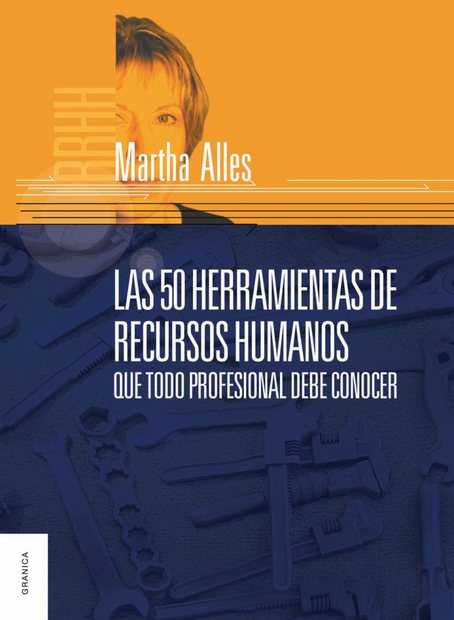 RRHH
Martha Alles
LAS 50 HERRAMIENTAS DE
RECURSOS HUMANOS
QUE TODO PROFESIONAL DEBE CONOCER
GRANICA